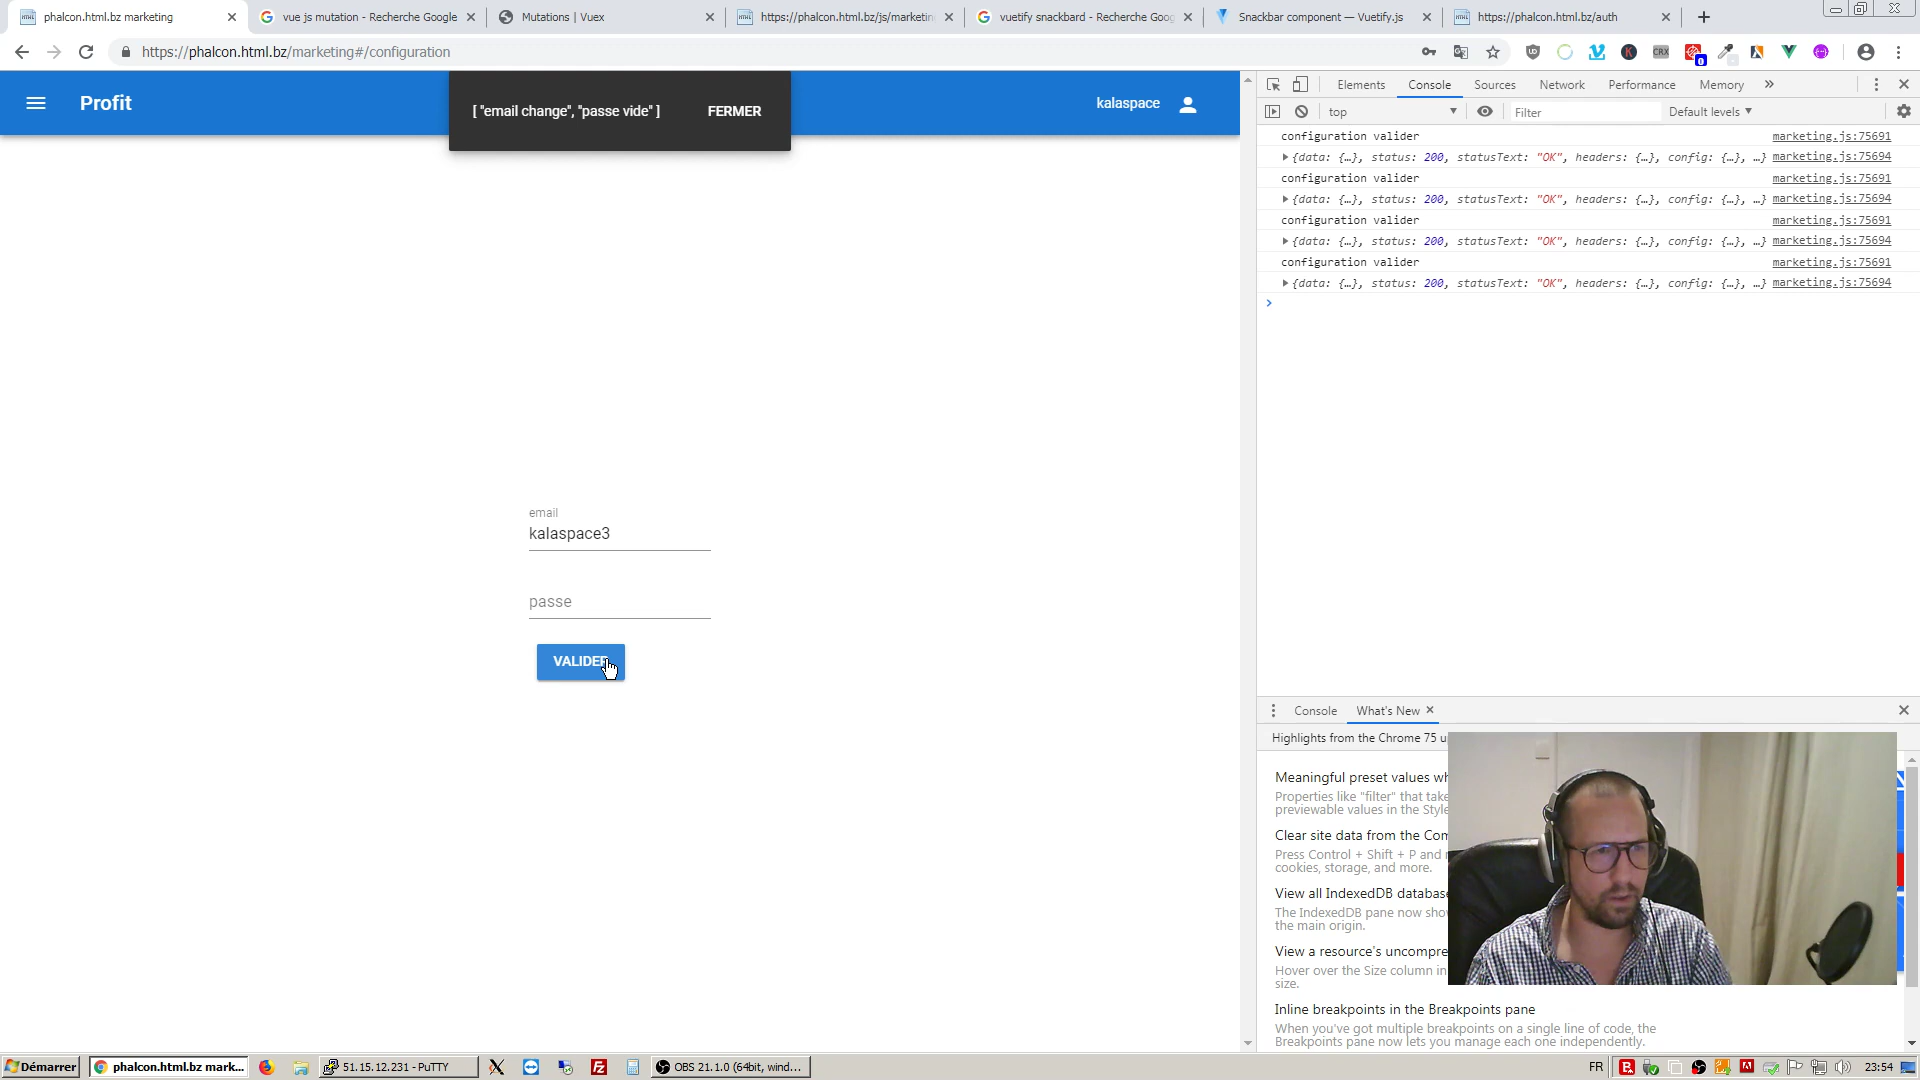 phalcon.html.bz marketing
vue js mutation - Recherche Google
Mutations | Vuex
https://phalcon.html.bz/js/marketin
vuetify snackbard - Recherche Goog
Snackbar component — Vuetify.js
https://phalcon.html.bz/auth
https://phalcon.html.bz/marketing#/configuration
Profit
[ "email change", "passe vide" ]
FERMER
kalaspace
email
kalaspace3
passe
VALIDER
Elements
Console
Sources
Network
Performance
Memory
top
Filter
Default levels
configuration valider
marketing.js:75691
{data: {…}, status: 200, statusText: "OK", headers: {…}, config: {…}, …}
marketing.js:75694
configuration valider
marketing.js:75691
{data: {…}, status: 200, statusText: "OK", headers: {…}, config: {…}, …}
marketing.js:75694
configuration valider
marketing.js:75691
{data: {…}, status: 200, statusText: "OK", headers: {…}, config: {…}, …}
marketing.js:75694
configuration valider
marketing.js:75691
{data: {…}, status: 200, statusText: "OK", headers: {…}, config: {…}, …}
marketing.js:75694
Console
What's New
Highlights from the Chrome 75 u
Meaningful preset values wh
Properties like "filter" that take
previewable values in the Style
Clear site data from the Com
Press Control + Shift + P and r
cookies, storage, and more.
View all IndexedDB database
The IndexedDB pane now show
the main origin.
View a resource's uncompre
Hover over the Size column in
size.
Inline breakpoints in the Breakpoints pane
When you've got multiple breakpoints on a single line of code, the
Breakpoints pane now lets you manage each one independently.
Démarrer
phalcon.html.bz mark...
51.15.12.231 - PuTTY
OBS 21.1.0 (64bit, wind...
FR
23:54